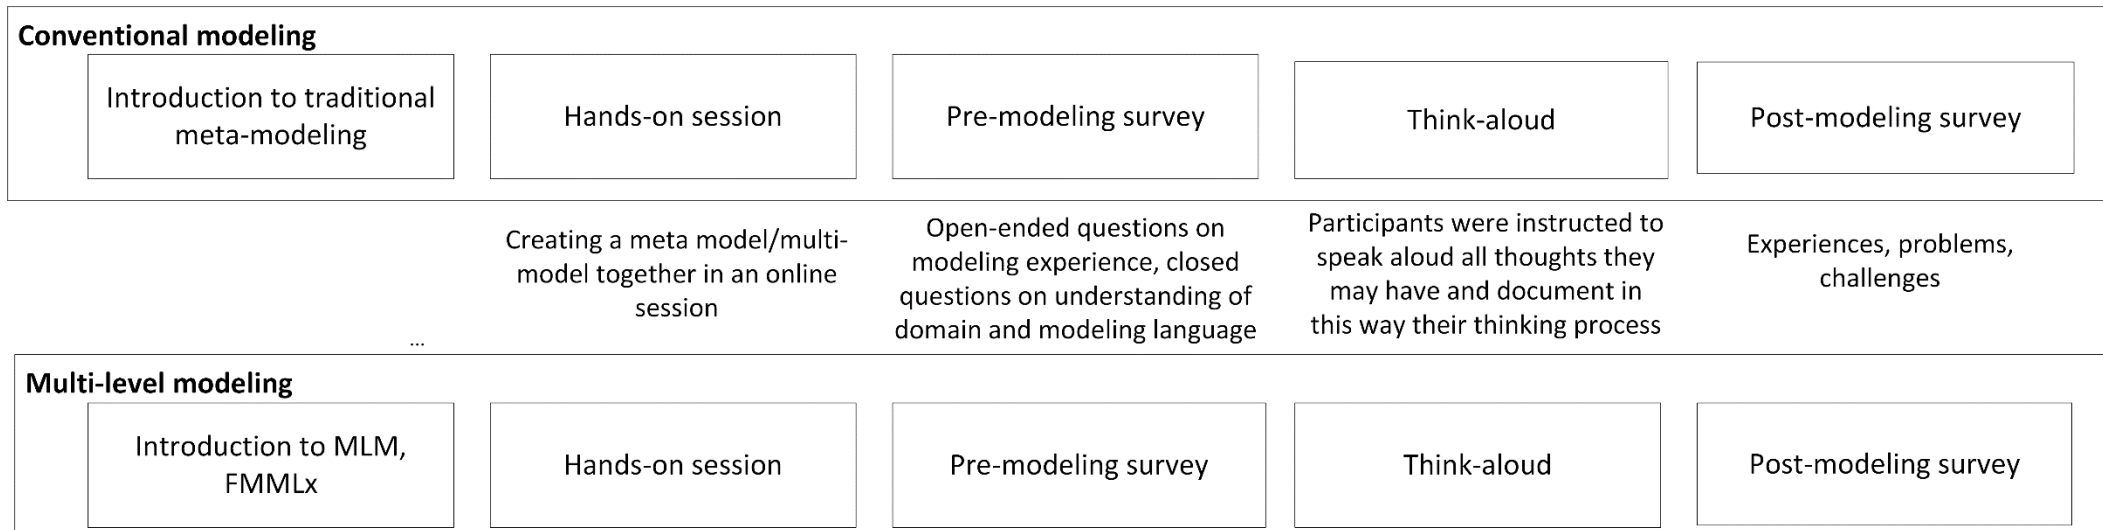 Conventional modeling
Introduction to traditional
meta-modeling
Hands-on session
Pre-modeling survey
Think-aloud
Post-modeling survey
Creating a meta model/multi-
model together in an online
session
Open-ended questions on
modeling experience, closed
questions on understanding of
domain and modeling language
Participants were instructed to
speak aloud all thoughts they
may have and document in
this way their thinking process
Experiences, problems,
challenges
...
Multi-level modeling
Introduction to MLM,
FMMLx
Hands-on session
Pre-modeling survey
Think-aloud
Post-modeling survey